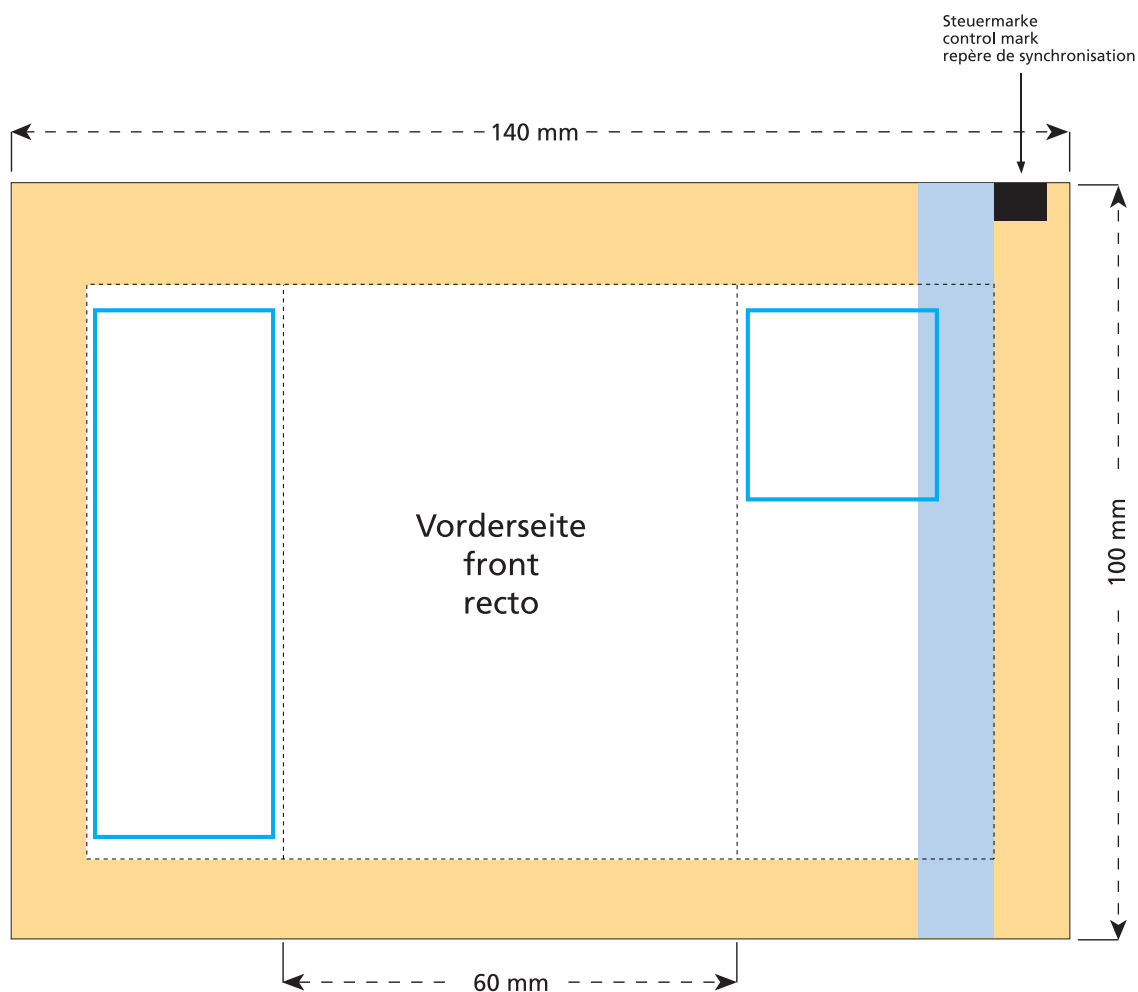 Steuermarke
control mark
repère de synchronisation
140 mm
Vorderseite
front
recto
100 mm
60 mm